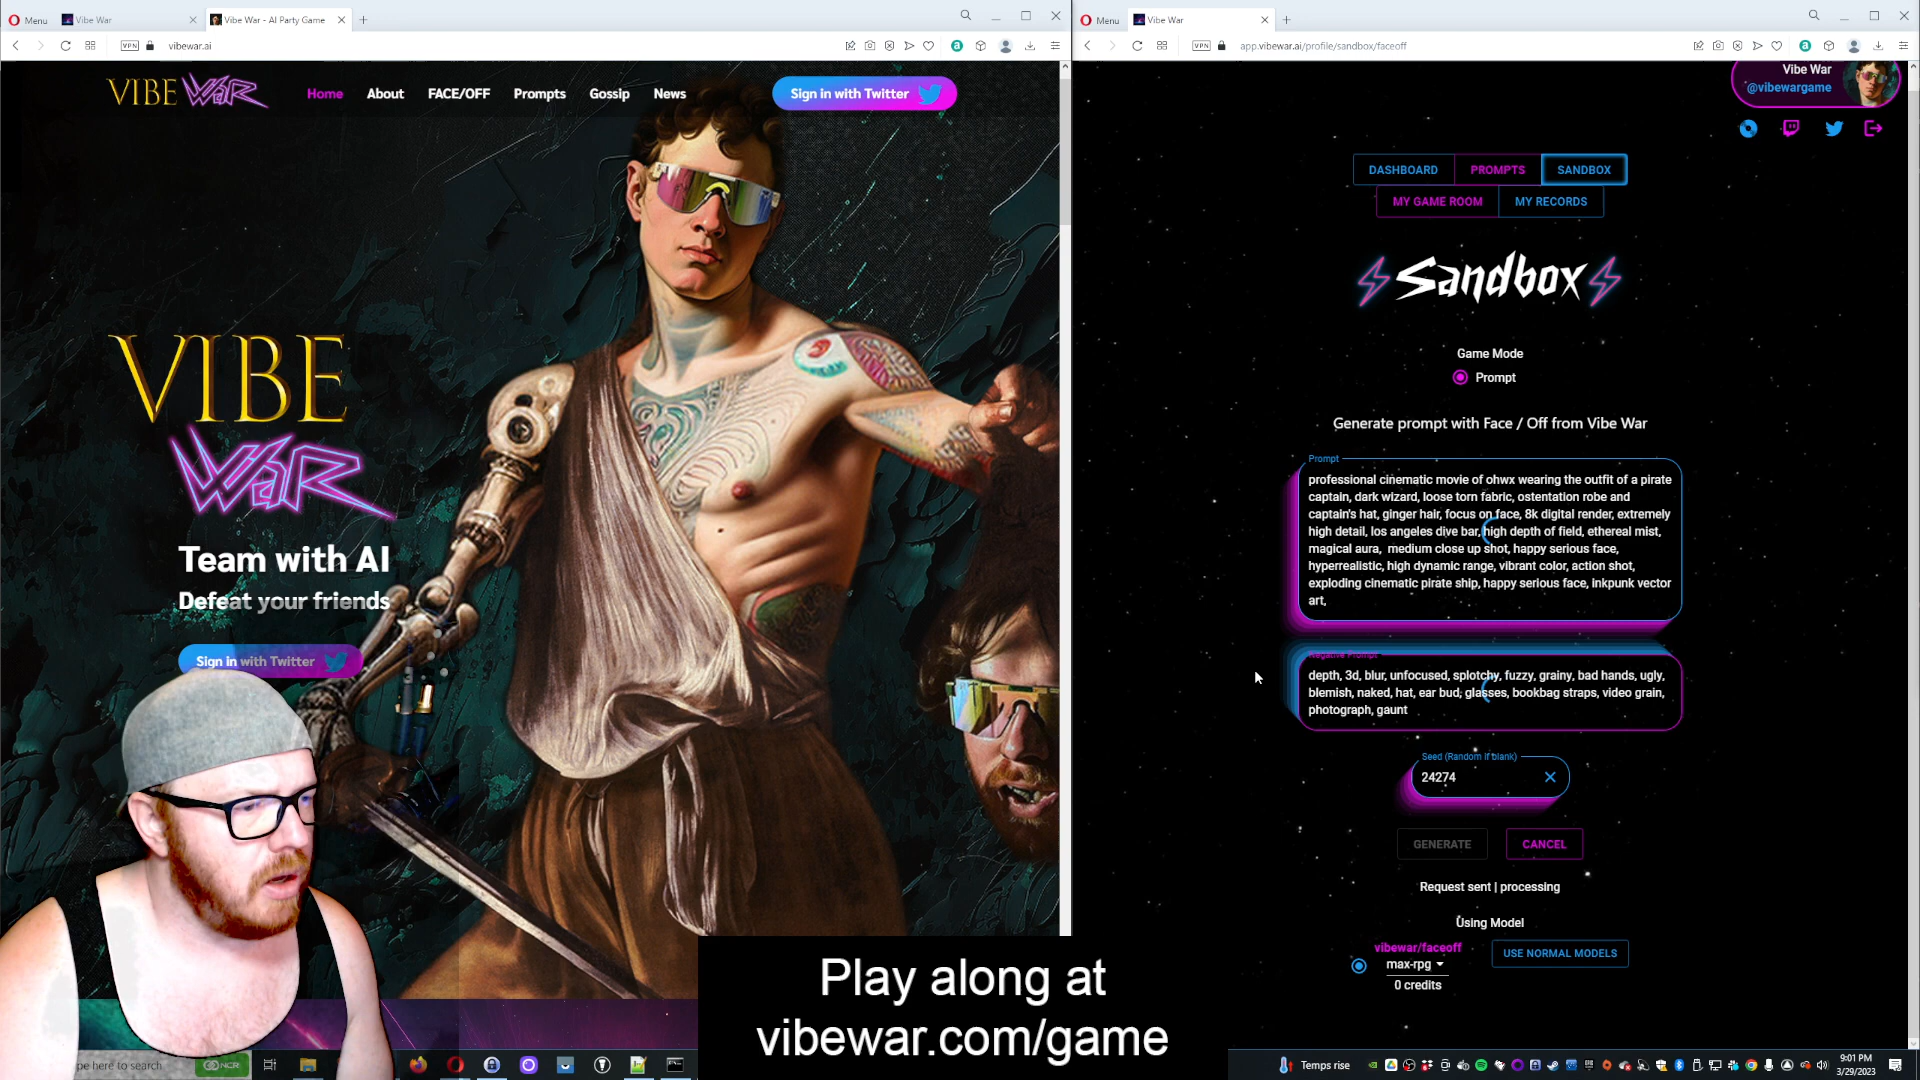 Menu
Vibe War
Vibe War - AI Party Game
VPN
vibewar.ai
VIBE WAR
Home
About
FACE/OFF
Prompts
Gossip
News
Sign in with Twitter
VIBE
WAR
Team with AI
Defeat your friends
Sign in with Twitter
Menu
Vibe War
VPN
app.vibewar.ai/profile/sandbox/faceoff
Vibe War
@vibewargame
DASHBOARD
PROMPTS
SANDBOX
MY GAME ROOM
MY RECORDS
Sandbox
Game Mode
Prompt
Generate prompt with Face / Off from Vibe War
Prompt
professional cinematic movie of ohwx wearing the outfit of a pirate
captain, dark wizard, loose torn fabric, ostentation robe and
captain's hat, ginger hair, focus on face, 8k digital render, extremely
high detail, los angeles dive bar, high depth of field, ethereal mist,
magical aura, medium close up shot, happy serious face,
hyperrealistic, high dynamic range, vibrant color, action shot,
exploding cinematic pirate ship, happy serious face, inkpunk vector
art,
Negative Prompt
depth, 3d, blur, unfocused, splotchy, fuzzy, grainy, bad hands, ugly,
blemish, naked, hat, ear bud, glasses, bookbag straps, video grain,
photograph, gaunt
Seed (Random if blank)
24274
GENERATE
CANCEL
Request sent | processing
Using Model
vibewar/faceoff
max-rpg
0 credits
USE NORMAL MODELS
Play along at
vibewar.com/game
pe here to search
NCR
Temps rise
9:01 PM
3/29/2023